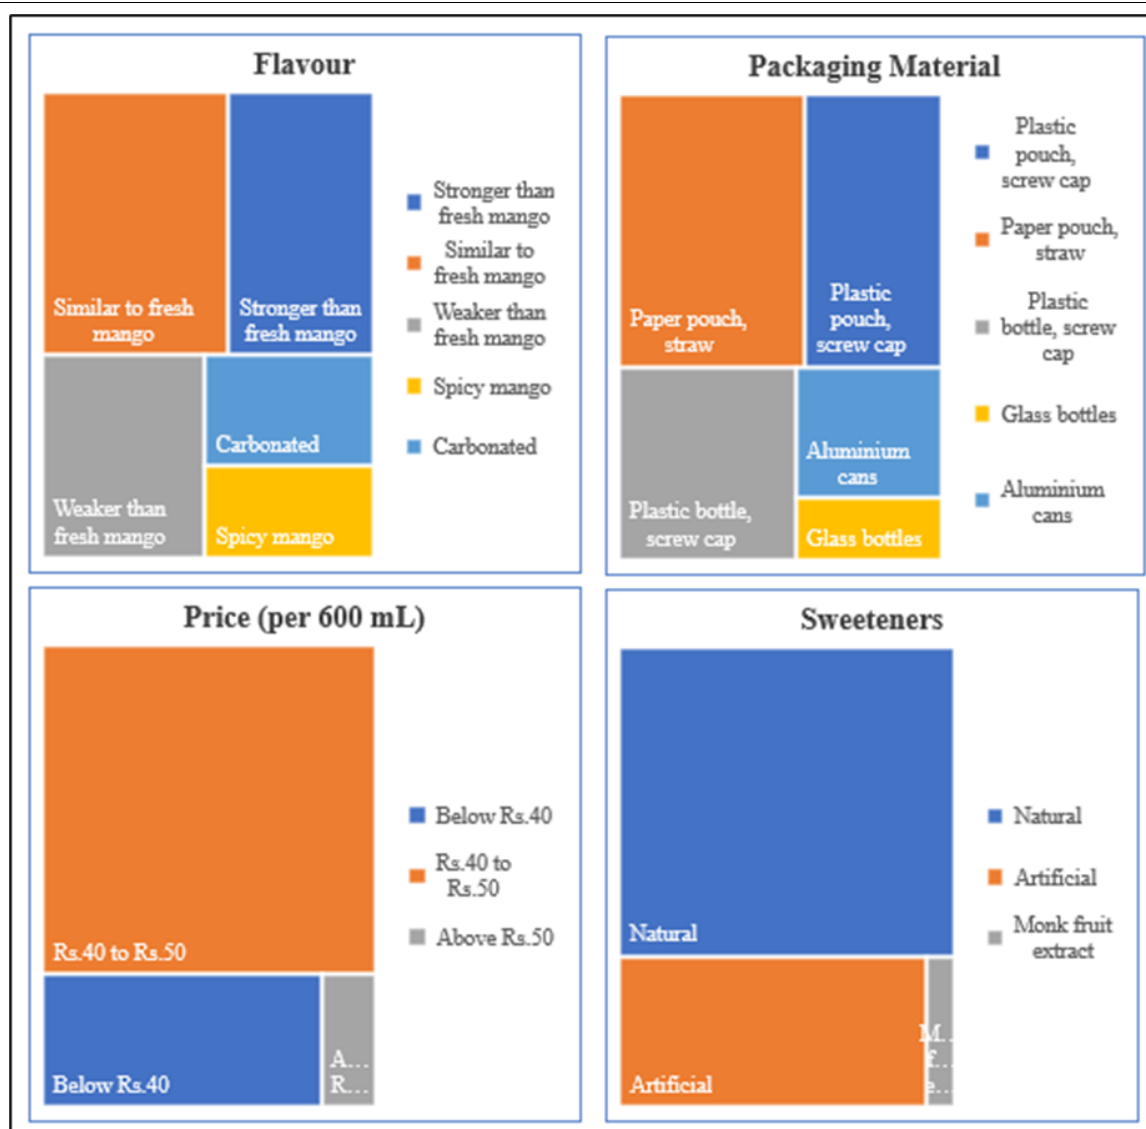 Flavour
Similar to fresh
mango
Stronger than
fresh mango
Weaker than
fresh mango
Carbonated
Spicy mango
Stronger than
fresh mango
Similar to
fresh mango
Weaker than
fresh mango
Spicy mango
Carbonated
Packaging Material
Paper pouch,
straw
Plastic
pouch,
screw cap
Plastic bottle,
screw cap
Aluminium
cans
Glass bottles
Plastic
pouch,
screw cap
Paper pouch,
straw
Plastic
bottle, screw
cap
Glass bottles
Aluminium
cans
Price (per 600 mL)
Rs.40 to Rs.50
Below Rs.40
A...
R...
Below Rs.40
Rs.40 to
Rs.50
Above Rs.50
Sweeteners
Natural
Artificial
M...
f...
e...
Natural
Artificial
Monk fruit
extract